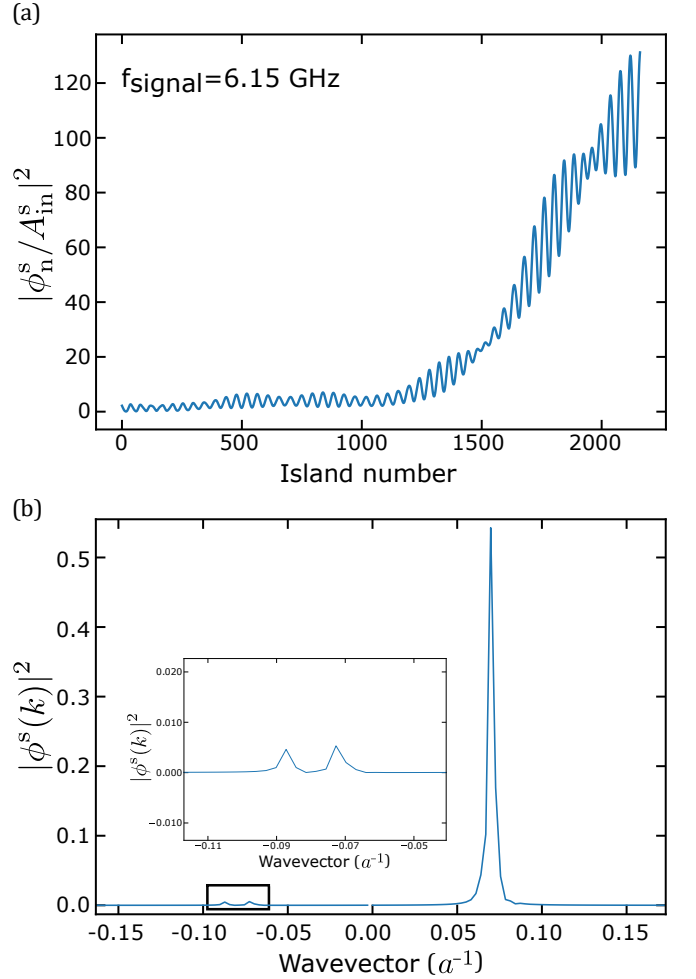 (a)
120
100
80
60
40
20
0
f_signal=6.15 GHz
|ϕ_n^s/A_in^s|^2
0 500 1000 1500 2000
Island number
(b)
0.5
0.4
0.3
0.2
0.1
0.0
|ϕ^s(k)|^2
0.020
0.010
0.000
−0.010
|ϕ^s(k)|^2
−0.11 −0.09 −0.07 −0.05
Wavevector (a^-1)
-0.15 -0.10 -0.05 0.00 0.05 0.10 0.15
Wavevector (a^-1)